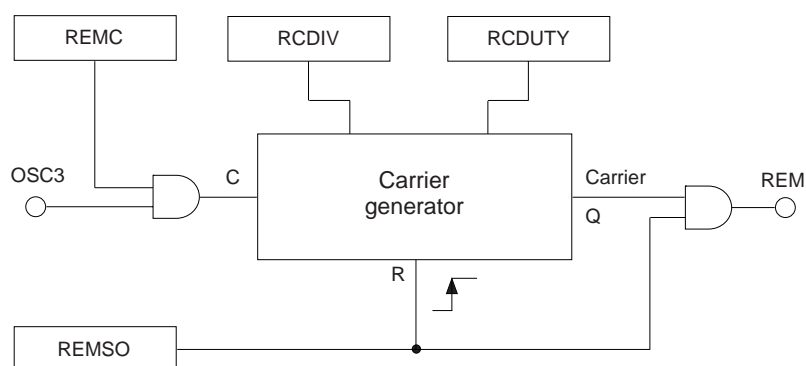 REMC
RCDIV
RCDUTY
OSC3
C
Carrier
generator
Carrier
Q
REM
R
REMSO